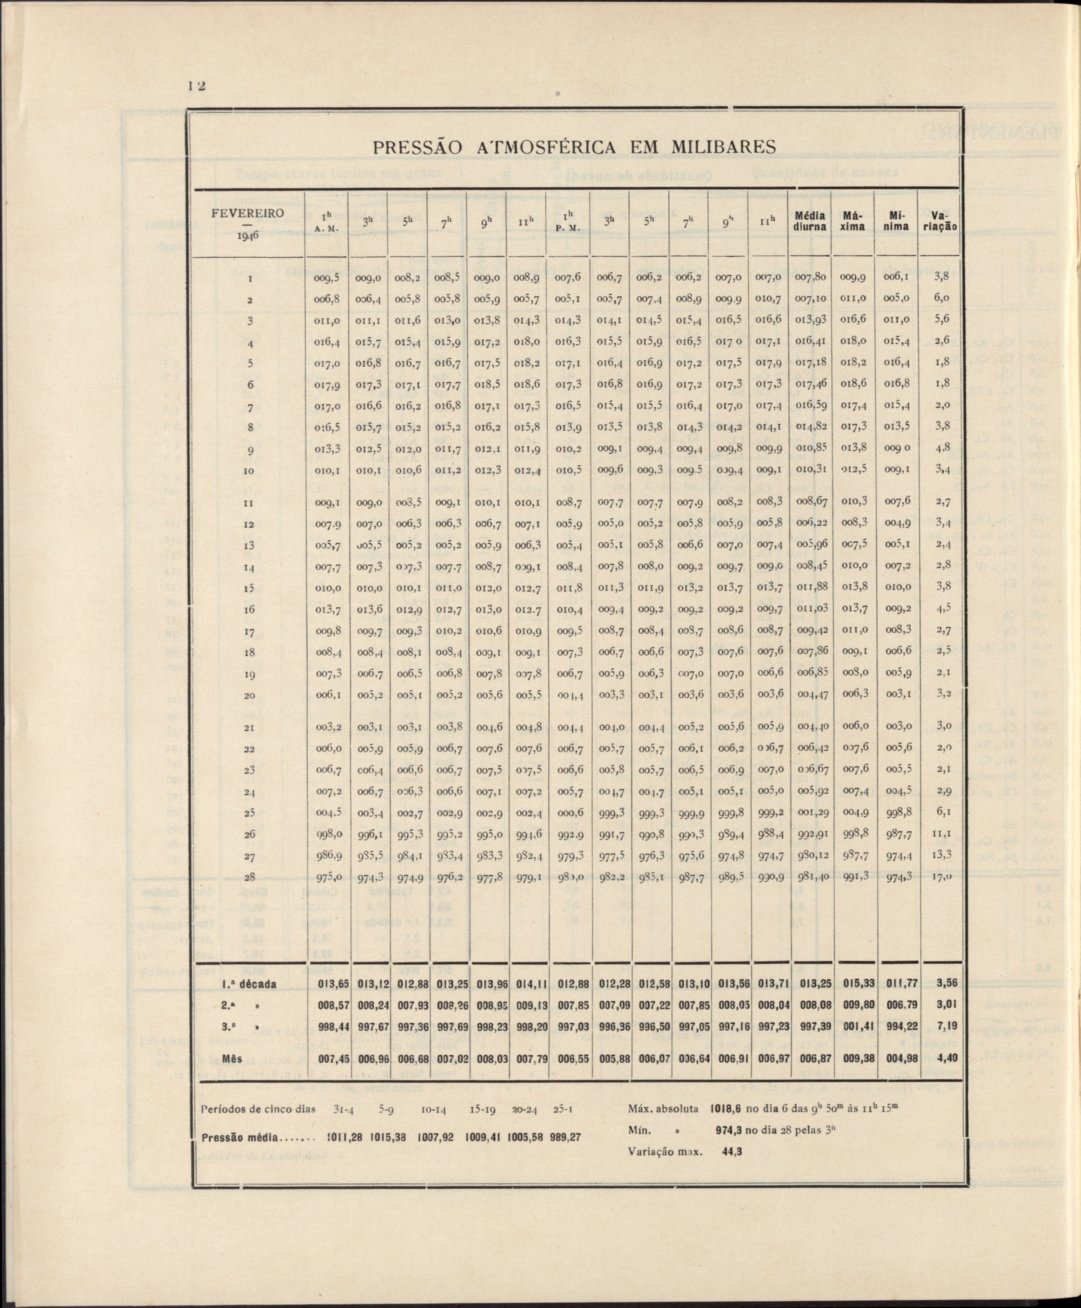 12
PRESSÃO ATMOSFÉRICA EM MILIBARES
FEVEREIRO — 1946 1h A. M. 3h 5h 7h 9h 11h 1h P. M. 3h 5h 7h 9h 11h Média diurna Má- xima Mí- nima Va- riação
1 009,5 009,0 008,2 008,5 009,0 008,9 007,6 006,7 006,2 006,2 007,0 007,0 007,80 009,9 006,1 3,8
2 006,8 006,4 005,8 005,8 005,9 005,7 005,1 005,7 007,4 008,9 009.9 010,7 007,10 011,0 005,0 6,0
3 011,0 011,1 011,6 013,0 013,8 014,3 014,3 014,1 014,5 015,4 016,5 016,6 013,93 016,6 011,0 5,6
4 016,4 015,7 015,4 015,9 017,2 018,0 016,3 015,5 015,9 016,5 017 0 017,1 016,41 018,0 015,4 2,6
5 017,0 016,8 016,7 016,7 017,5 018,2 017,1 016,4 016,9 017,2 017,5 017,9 017,18 018,2 016,4 1,8
6 017,9 017,3 017,1 017,7 018,5 018,6 017,3 016,8 016,9 017,2 017,3 017,3 017,46 018,6 016,8 1,8
7 017,0 016,6 016,2 016,8 017,1 017,3 016,5 015,4 015,5 016,4 017,0 017,4 016,59 017,4 015,4 2,0
8 016,5 015,7 015,2 015,2 016,2 015,8 013,9 013,5 013,8 014,3 014,2 014,1 014,82 017,3 013,5 3,8
9 013,3 012,5 012,0 011,7 012,1 011,9 010,2 009,1 009,4 009,4 009,8 009,9 010,85 013,8 009 0 4,8
10 010,1 010,1 010,6 011,2 012,3 012,4 010,5 009,6 009,3 009.5 009,4 009,1 010,31 012,5 009,1 3,4
11 009,1 009,0 008,5 009,1 010,1 010,1 008,7 007,7 007,7 007,9 008,2 008,3 008,67 010,3 007,6 2,7
12 007,9 007,0 006,3 006,3 006,7 007,1 005,9 005,0 005,2 005,8 005,9 005,8 006,22 008,3 004,9 3,4
13 005,7 005,5 005,2 005,2 005,9 006,3 005,4 005,1 005,8 006,6 007,0 007,4 005,96 007,5 005,1 2,4
14 007,7 007,3 007,3 007,7 008,7 009,1 008,4 007,8 008,0 009,2 009,7 009,0 008,45 010,0 007,2 2,8
15 010,0 010,0 010,1 011,0 012,0 012,7 011,8 011,3 011,9 013,2 013,7 013,7 011,88 013,8 010,0 3,8
16 013,7 013,6 012,9 012,7 013,0 012.7 010,4 009,4 009,2 009,2 009,2 009,7 011,03 013,7 009,2 4,5
17 009,8 009,7 009,3 010,2 010,6 010,9 009,5 008,7 008,4 008,7 008,6 008,7 009,42 011,0 008,3 2,7
18 008,4 008,4 008,1 008,4 009,1 009,1 007,3 006,7 006,6 007,3 007,6 007,6 007,86 009,1 006,6 2,5
19 007,3 006,7 006,5 006,8 007,8 007,8 006,7 005,9 006,3 007,0 007,0 006,6 006,85 008,0 005,9 2,1
20 006,1 005,2 005,1 005,2 005,6 005,5 004,4 003,3 003,1 003,6 003,6 003,6 004,47 006,3 003,1 3,2
21 003,2 003,1 003,1 003,8 004,6 004,8 004,4 004,0 004,4 005,2 005,6 005,9 004,40 006,0 003,0 3,0
22 006,0 005,9 005,9 006,7 007,6 007,6 006,7 005,7 005,7 006,1 006,2 006,7 006,42 007,6 005,6 2,0
23 006,7 006,4 006,6 006,7 007,5 007,5 006,6 005,8 005,7 006,5 006,9 007,0 006,67 007,6 005,5 2,1
24 007,2 006,7 006,3 006,6 007,1 007,2 005,7 004,7 004,7 005,1 005,1 005,0 005,92 007,4 004,5 2,9
25 004,5 003,4 002,7 002,9 002,9 002,4 000,6 999,3 999,3 999,9 999,8 999,2 001,29 004,9 998,8 6,1
26 998,0 996,1 995,3 995,2 995,0 994,6 992,9 991,7 990,8 990,3 989,4 988,4 992,91 998,8 987,7 11,1
27 986,9 985,5 984,1 983,4 983,3 982,4 979,3 977,5 976,3 975,6 974,8 974,7 980,12 987,7 974,4 13,3
28 975,0 974,3 974,9 976,2 977,8 979,1 980,0 982,2 985,1 987,7 989,5 990,9 981,40 991,3 974,3 17,0
1.ª década 013,65 013,12 012,88 013,25 013,96 014,11 012,88 012,28 012,58 013,10 013,56 013,71 013,25 015,33 011,77 3,56
2.ª » 008,57 008,24 007,93 008,26 008,95 009,13 007,85 007,09 007,22 007,85 008,05 008,04 008,08 009,80 006.79 3,01
3.ª » 998,44 997,67 997,36 997,69 998,23 998,20 997,03 996,36 996,50 997,05 997,16 997,23 997,39 001,41 994,22 7,19
Mês 007,45 006,96 006,68 007,02 008,03 007,79 006,55 005,88 006,07 006,64 006,91 006,97 006,87 009,38 004,98 4,40
Períodos de cinco dias 31-4 5-9 10-14 15-19 20-24 25-1 Máx. absoluta 1018,6 no dia 6 das 9h 50m às 11h 15m
Pressão média....... 1011,28 1015,38 1007,92 1009,41 1005,58 989,27 Mín. » 974,3 no dia 28 pelas 3h
Variação max. 44,3